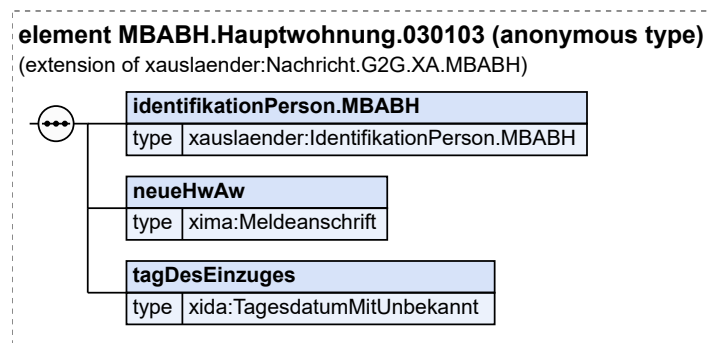 element MBABH.Hauptwohnung.030103 (anonymous type)
(extension of xauslaender:Nachricht.G2G.XA.MBABH)
identifikationPerson.MBABH
type xauslaender:IdentifikationPerson.MBABH
neueHwAw
type xima:Meldeanschrift
tagDesEinzuges
type xida:TagesdatumMitUnbekannt